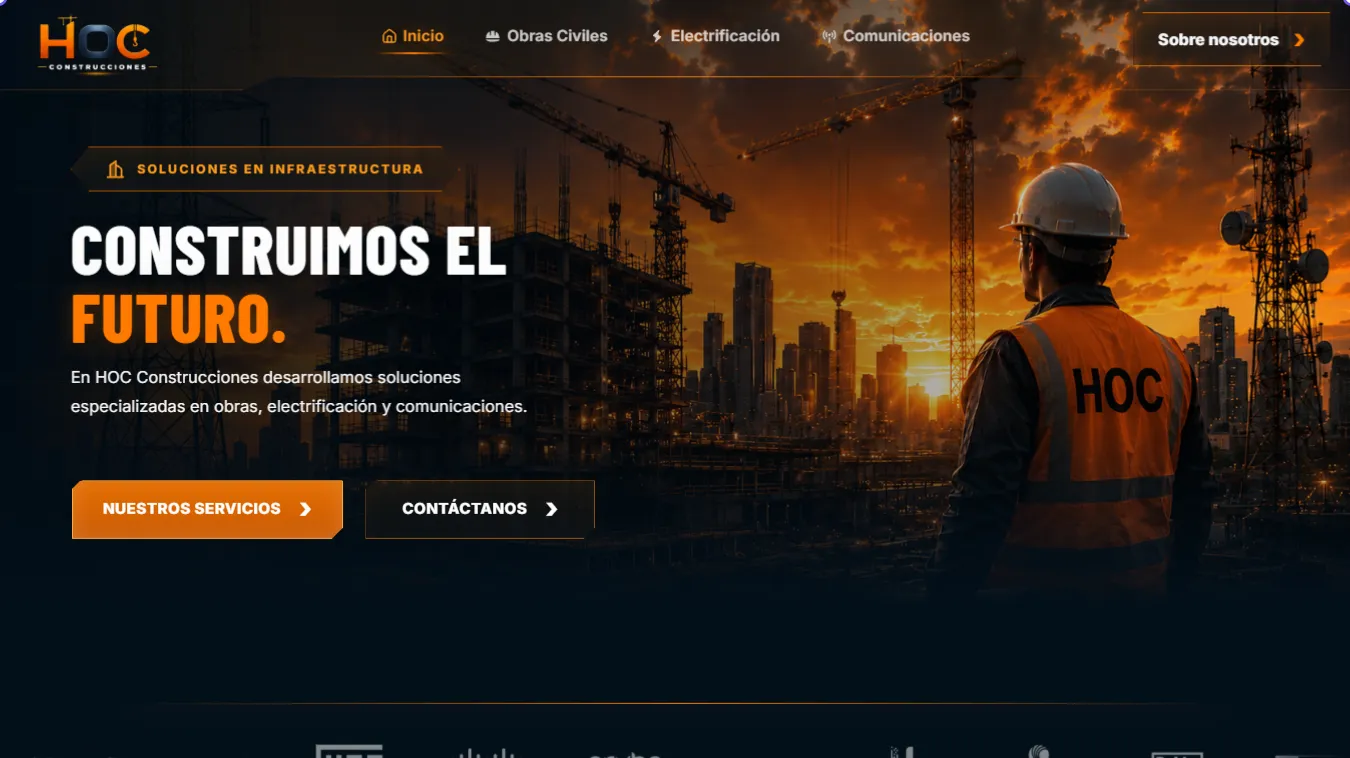 HOC
CONSTRUCCIONES
Inicio
Obras Civiles
Electrificación
Comunicaciones
Sobre nosotros
SOLUCIONES EN INFRAESTRUCTURA
CONSTRUIMOS EL
FUTURO.
En HOC Construcciones desarrollamos soluciones
especializadas en obras, electrificación y comunicaciones.
HOC
NUESTROS SERVICIOS
CONTÁCTANOS